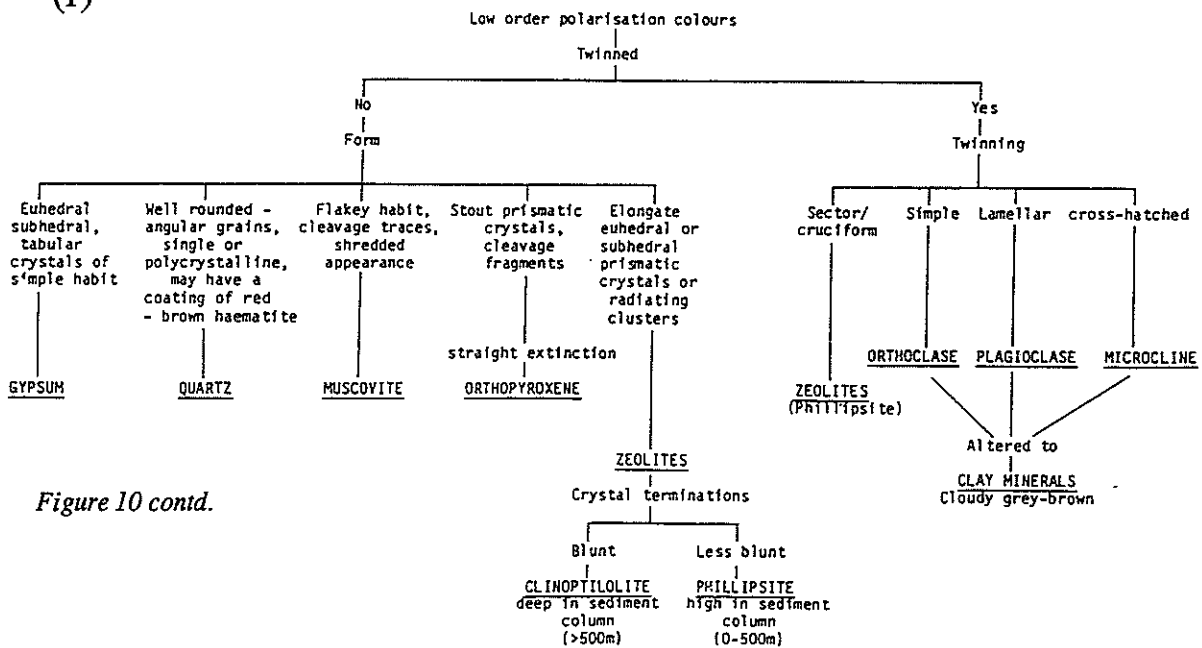 (F)
Low order polarisation colours
Twinned
No
Yes
Form
Twinning
Euhedral
subhedral,
tabular
crystals of
simple habit
Well rounded -
angular grains,
single or
polycrystalline,
may have a
coating of red
- brown haematite
Flakey habit,
cleavage traces,
shredded
appearance
Stout prismatic
crystals,
cleavage
fragments
Elongate
euhedral or
subhedral
prismatic
crystals or
radiating
clusters
Sector/
cruciform
Simple
Lamellar
cross-hatched
straight extinction
GYPSUM
QUARTZ
MUSCOVITE
ORTHOPYROXENE
ORTHOCLASE
PLAGIOCLASE
MICROCLINE
ZEOLITES
(Phillipsite)
Altered to
CLAY MINERALS
Cloudy grey-brown
ZEOLITES
Crystal terminations
Blunt
Less blunt
CLINOPTILOLITE
deep in sediment
column
(>500m)
PHILLIPSITE
high in sediment
column
(0-500m)
Figure 10 contd.